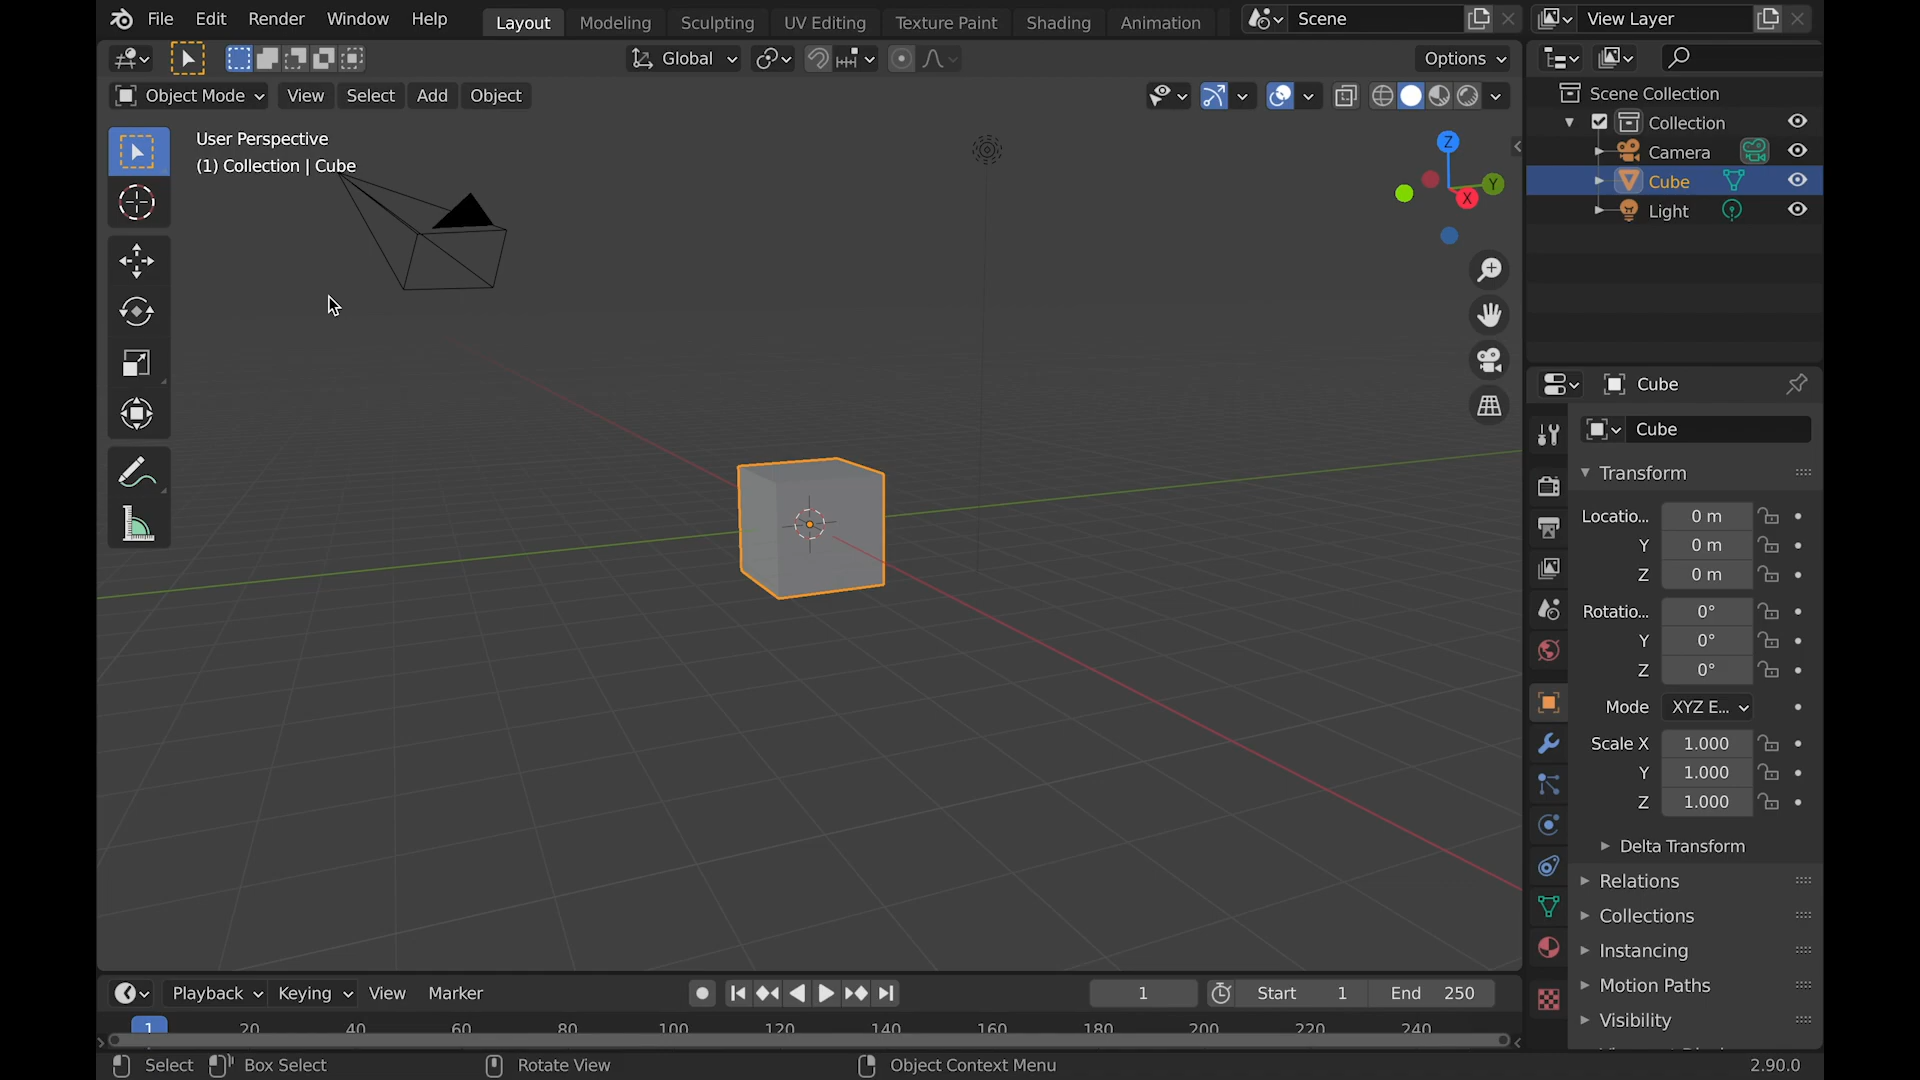 File Edit Render Window Help Layout Modeling Sculpting UV Editing Texture Paint Shading Animation Scene View Layer
Global Options
Object Mode View Select Add Object
User Perspective
(1) Collection | Cube
Z
Y
X
Scene Collection
Collection
Camera
Cube
Light
Cube
Cube
Transform
Locatio... 0 m
Y 0 m
Z 0 m
Rotatio... 0°
Y 0°
Z 0°
Mode XYZ E...
Scale X 1.000
Y 1.000
Z 1.000
Delta Transform
Relations
Collections
Instancing
Motion Paths
Visibility
Playback Keying View Marker 1 Start 1 End 250
1 20 40 60 80 100 120 140 160 180 200 220 240
Select Box Select Rotate View Object Context Menu 2.90.0